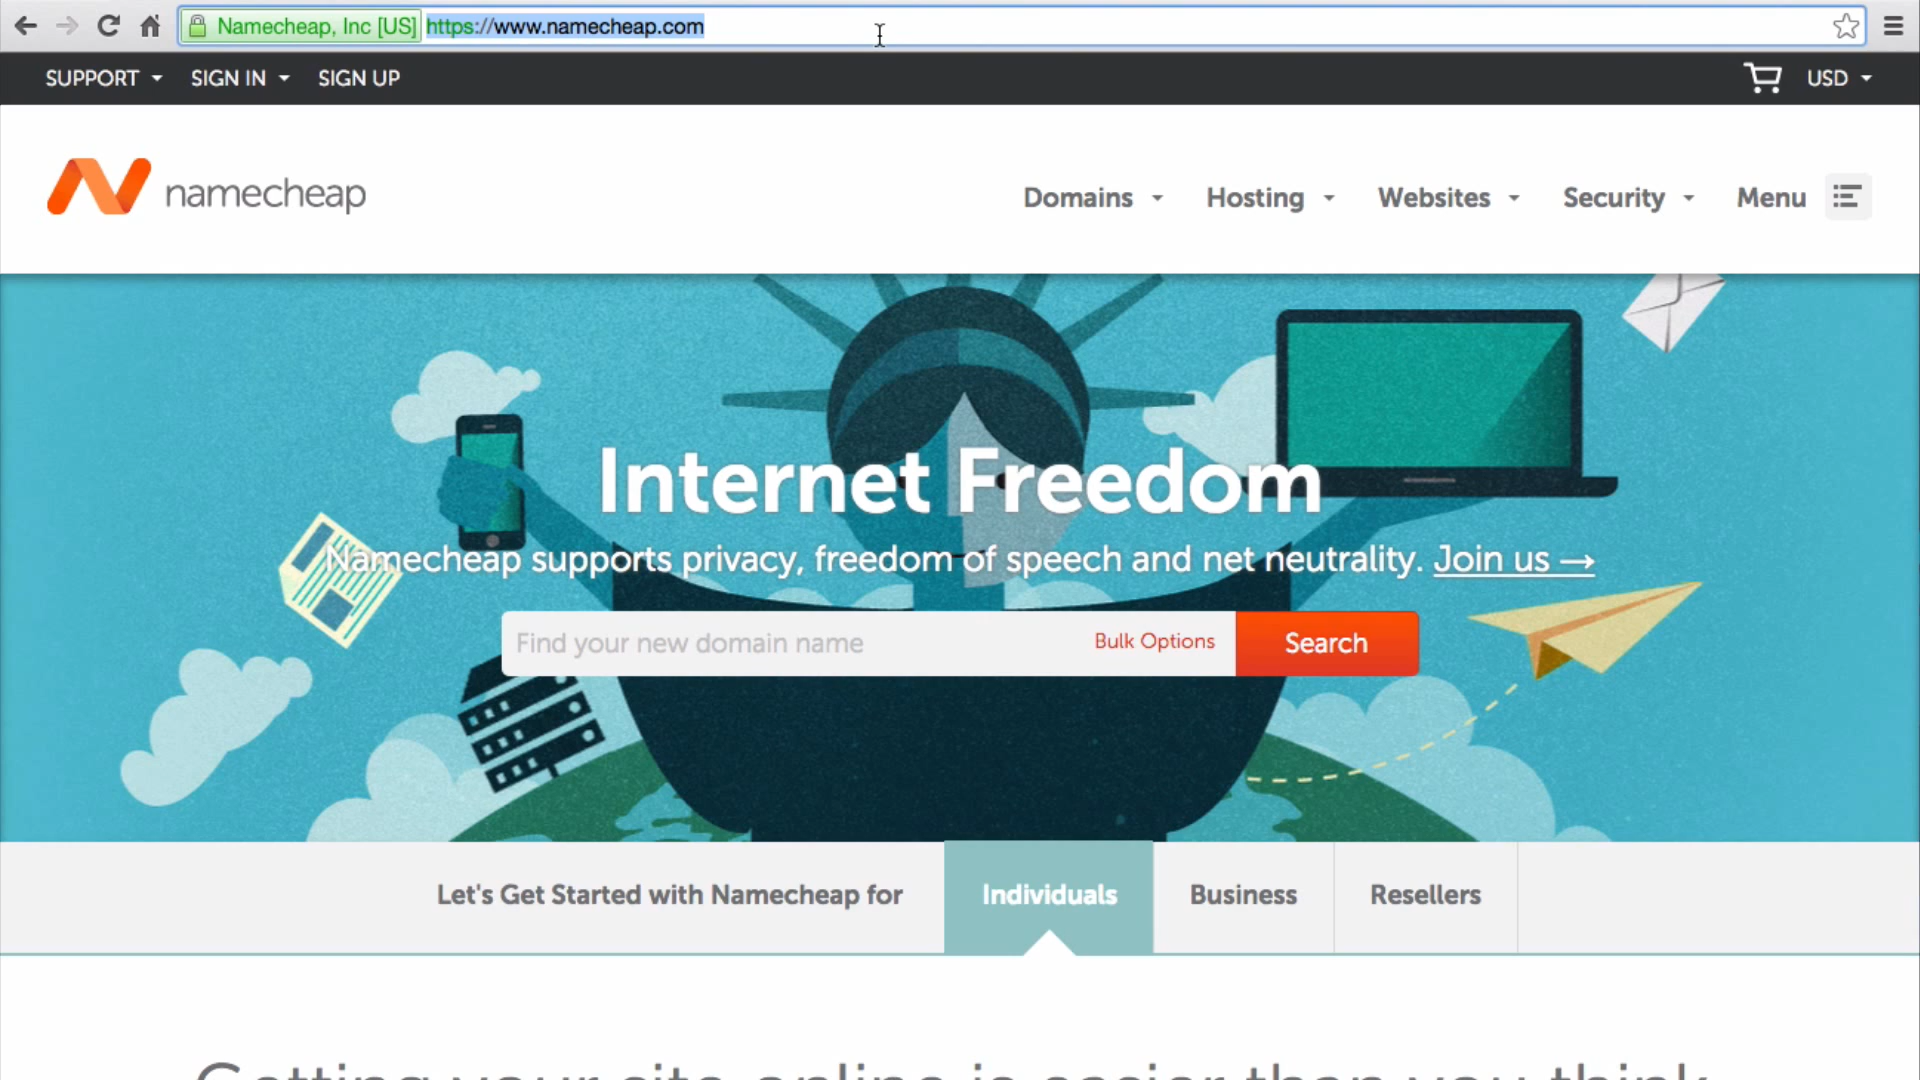 Namecheap, Inc [US] https://www.namecheap.com
SUPPORT SIGN IN SIGN UP USD
namecheap
Domains Hosting Websites Security Menu
Internet Freedom
Namecheap supports privacy, freedom of speech and net neutrality. Join us →
Find your new domain name Bulk Options Search
Let's Get Started with Namecheap for Individuals Business Resellers
Getting your site online is easier than you think